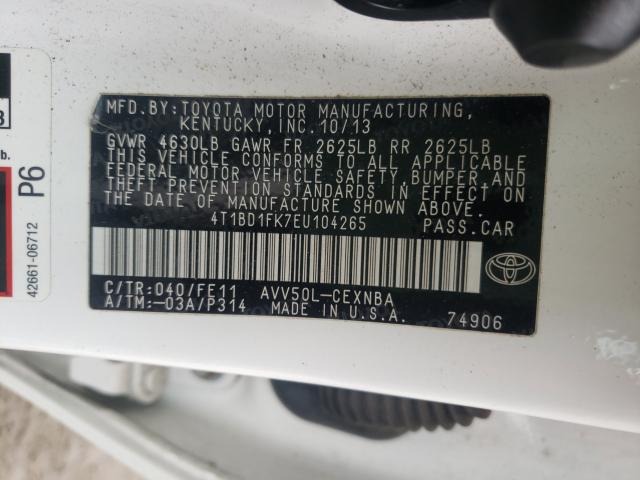 MFD.BY:TOYOTA MOTOR MANUFACTURING,
KENTUCKY, INC.10/13
GVWR 4630LB GAWR FR 2625LB RR 2625LB
THIS VEHICLE CONFORMS TO ALL APPLICABLE
FEDERAL MOTOR VEHICLE SAFETY, BUMPER AND
THEFT PREVENTION STANDARDS IN EFFECT ON
THE DATE OF MANUFACTURE SHOWN ABOVE.
4T1BD1FK7EU104265 PASS.CAR
C/TR:040/FE11 AVV50L-CEXNBA
A/TM:-03A/P314 MADE IN U.S.A. 74906
P6
42661-06712
b.